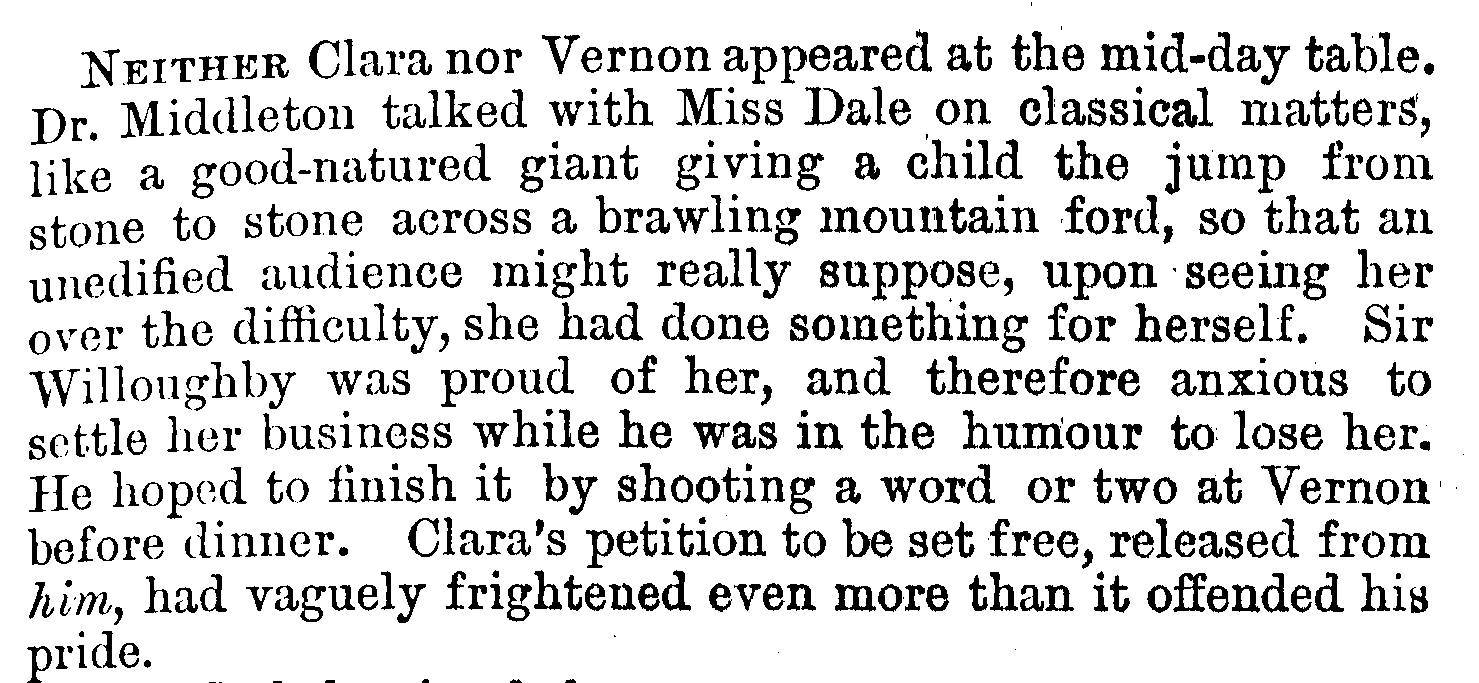 NEITHER Clara nor Vernon appeared at the mid-day table.
Dr. Middleton talked with Miss Dale on classical matters,
like a good-natured giant giving a child the jump from
stone to stone across a brawling mountain ford, so that an
unedified audience might really suppose, upon seeing her
over the difficulty, she had done something for herself. Sir
Willoughby was proud of her, and therefore anxious to
settle her business while he was in the humour to lose her.
He hoped to finish it by shooting a word or two at Vernon
before dinner. Clara's petition to be set free, released from
him, had vaguely frightened even more than it offended his
pride.